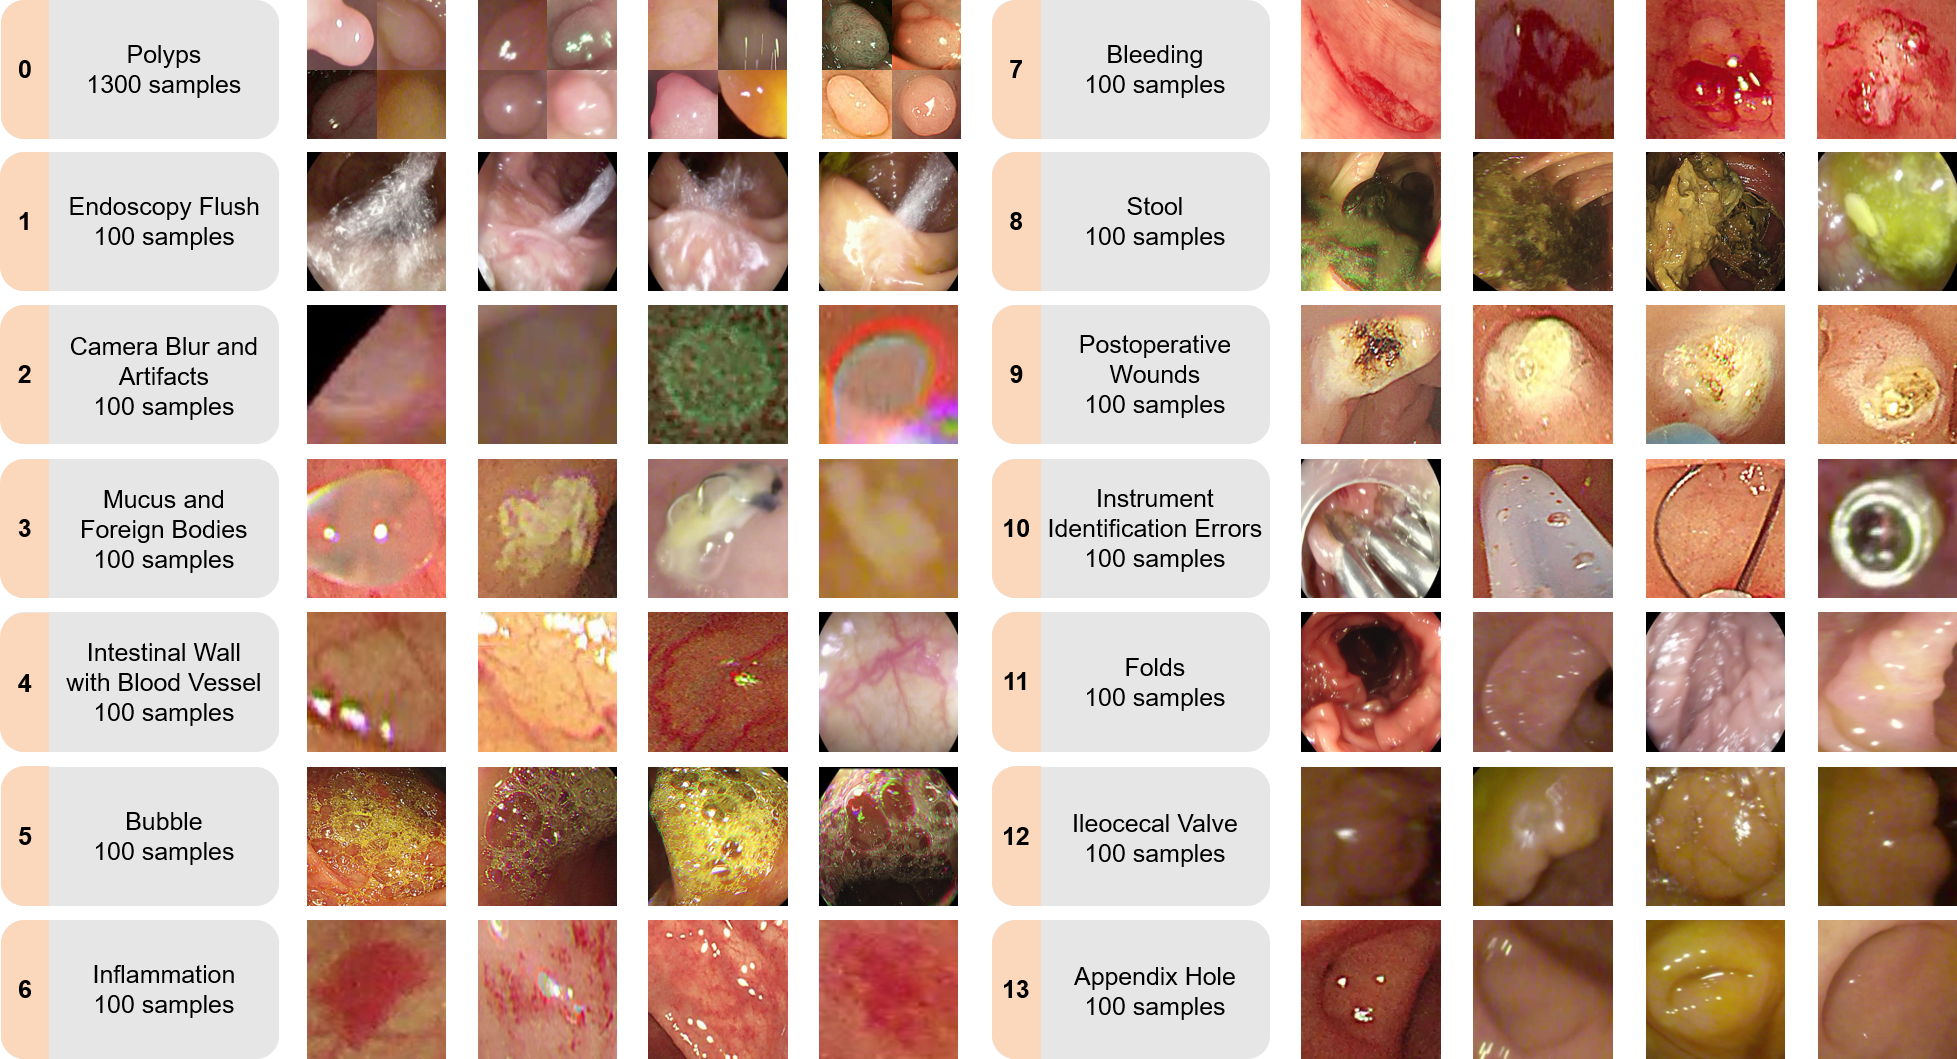 0
Polyps
1300 samples
1
Endoscopy Flush
100 samples
2
Camera Blur and
Artifacts
100 samples
3
Mucus and
Foreign Bodies
100 samples
4
Intestinal Wall
with Blood Vessel
100 samples
5
Bubble
100 samples
6
Inflammation
100 samples
7
Bleeding
100 samples
8
Stool
100 samples
9
Postoperative
Wounds
100 samples
10
Instrument
Identification Errors
100 samples
11
Folds
100 samples
12
Ileocecal Valve
100 samples
13
Appendix Hole
100 samples